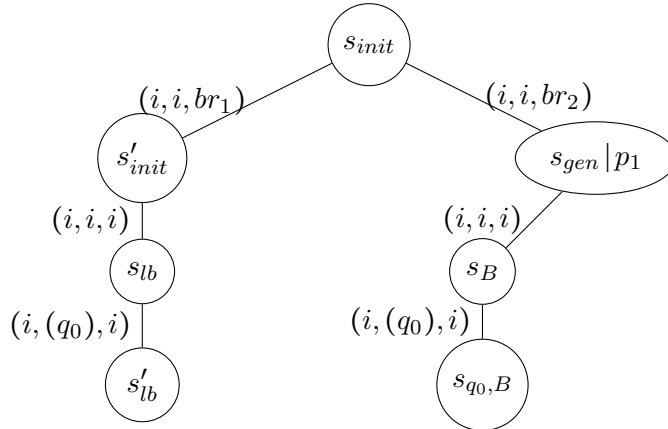 s_{init}
(i, i, br_1) (i, i, br_2)
s'_{init} s_{gen} | p_1
(i, i, i) (i, i, i)
s_{lb} s_B
(i, (q_0), i) (i, (q_0), i)
s'_{lb} s_{q_0,B}